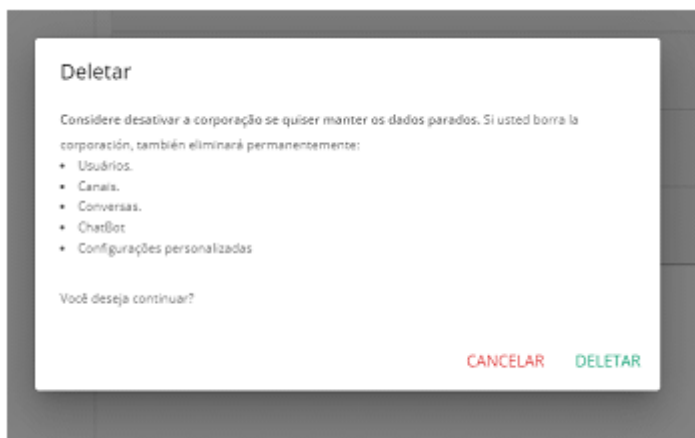 Deletar
Considere desativar a corporação se quiser manter os dados parados. Si usted borra la
corporación, también eliminará permanentemente:
• Usuários.
• Canais.
• Conversas.
• ChatBot
• Configurações personalizadas
Você deseja continuar?
CANCELAR DELETAR